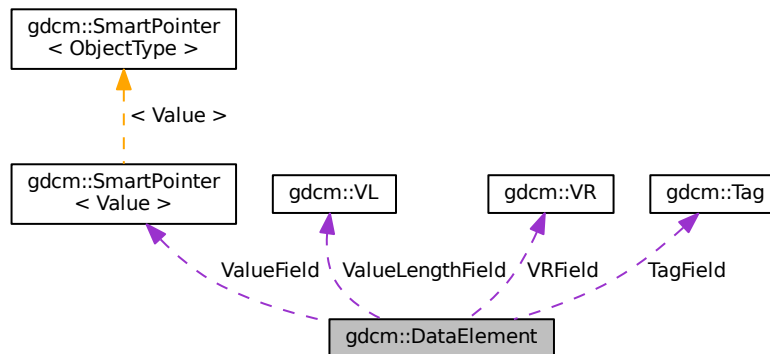 gdcm::SmartPointer
< ObjectType >
< Value >
gdcm::SmartPointer
< Value >
gdcm::VL
gdcm::VR
gdcm::Tag
ValueField
ValueLengthField
VRField
TagField
gdcm::DataElement